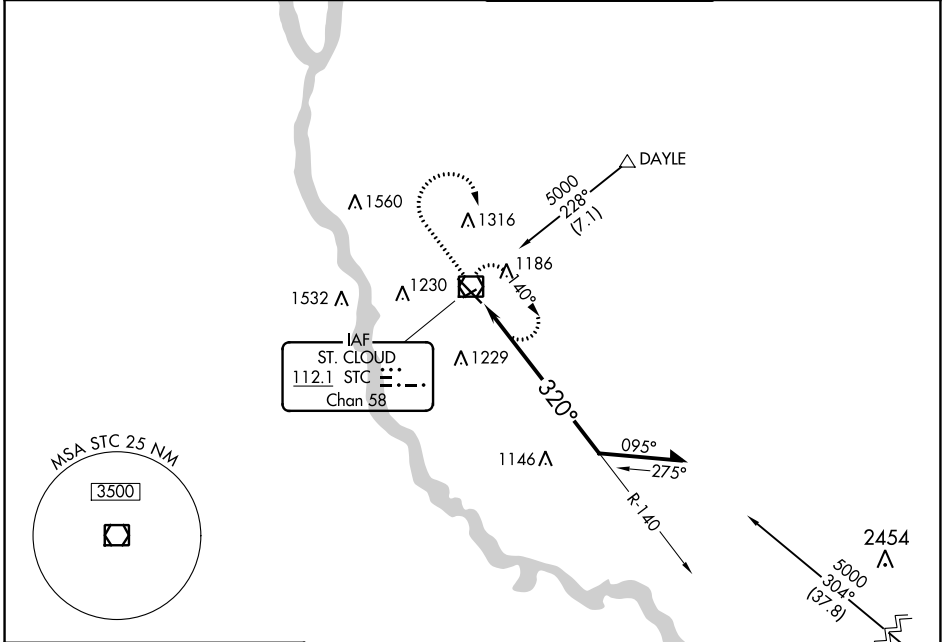 DAYLE
5000
228°
(7.1)
1560
1316
1186
140°
1230
1532
IAF
ST. CLOUD
112.1 STC
Chan 58
1229
320°
MSA STC 25 NM
3500
1146
095°
275°
R-140
2454
5000
304°
(37.8)